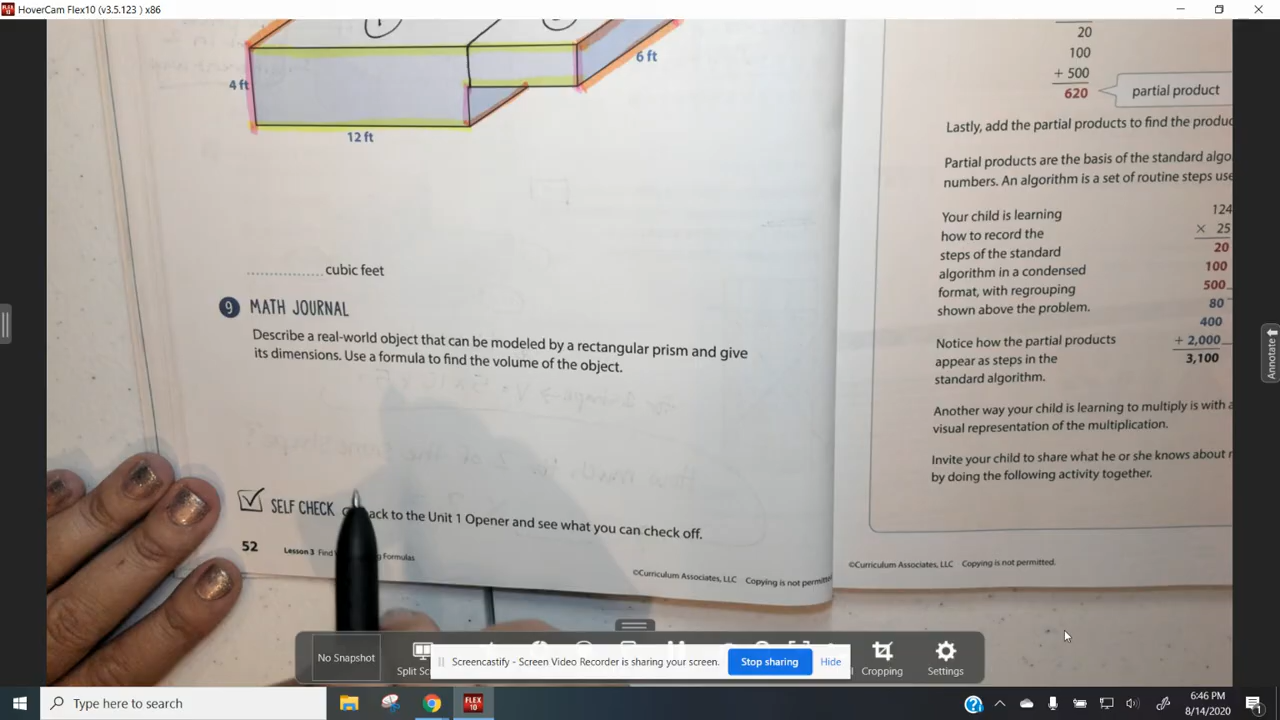 HoverCam Flex10 (v3.5.123) x86
4 ft
12 ft
6 ft
cubic feet
9 MATH JOURNAL
Describe a real-world object that can be modeled by a rectangular prism and give
its dimensions. Use a formula to find the volume of the object.
SELF CHECK back to the Unit 1 Opener and see what you can check off.
52 Lesson 3 Find Formulas
©Curriculum Associates, LLC Copying is not permitted
20
100
+ 500
620
partial product
Lastly, add the partial products to find the
Partial products are the basis of the standard
numbers. An algorithm is a set of routine steps
Your child is learning
how to record the
steps of the standard
algorithm in a condensed
format, with regrouping
shown above the problem.
124
× 25
20
100
500
80
400
+ 2,000
3,100
Notice how the partial products
appear as steps in the
standard algorithm.
Another way your child is learning to multiply is with
visual representation of the multiplication.
Invite your child to share what he or she knows about
by doing the following activity together.
©Curriculum Associates, LLC Copying is not permitted.
Annotate
No Snapshot
Split
Screencastify - Screen Video Recorder is sharing your screen.
Stop sharing
Hide
Cropping
Settings
Type here to search
FLEX
10
6:46 PM
8/14/2020
1